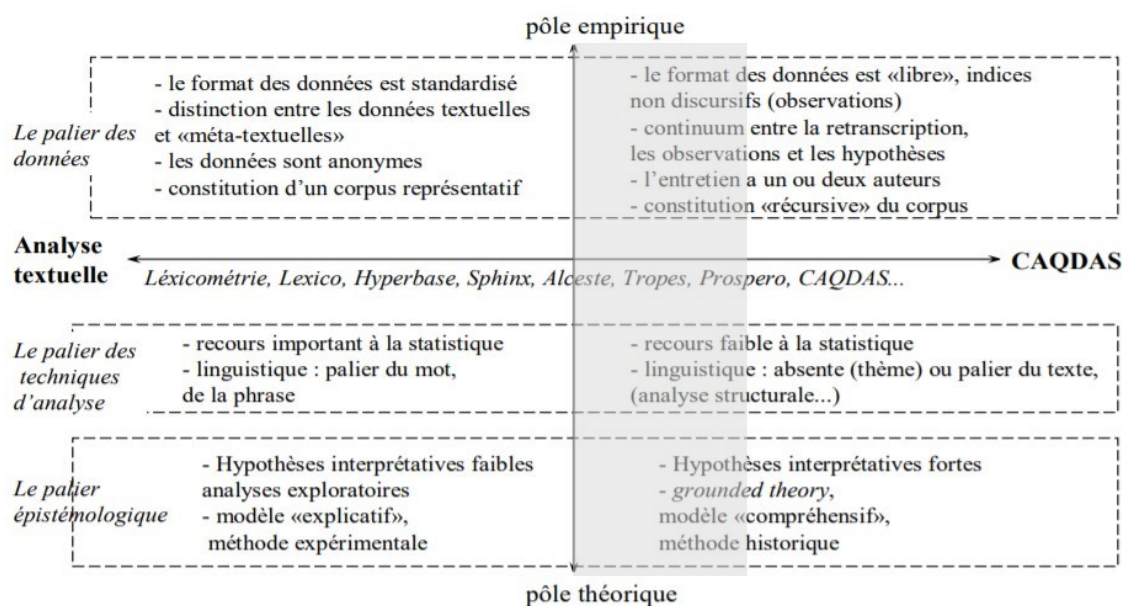 pôle empirique
Le palier des
données
- le format des données est standardisé
- distinction entre les données textuelles
et «méta-textuelles»
- les données sont anonymes
- constitution d’un corpus représentatif
- le format des données est «libre», indices
non discursifs (observations)
- continuum entre la retranscription,
les observations et les hypothèses
- l’entretien a un ou deux auteurs
- constitution «récursive» du corpus
Analyse
textuelle
CAQDAS
Léxicométrie, Lexico, Hyperbase, Sphinx, Alceste, Tropes, Prospero, CAQDAS...
Le palier des
techniques
d’analyse
- recours important à la statistique
- linguistique : palier du mot,
de la phrase
- recours faible à la statistique
- linguistique : absente (thème) ou palier du texte,
(analyse structurale...)
Le palier
épistémologique
- Hypothèses interprétatives faibles
analyses exploratoires
- modèle «explicatif»,
méthode expérimentale
- Hypothèses interprétatives fortes
- grounded theory,
modèle «compréhensif»,
méthode historique
pôle théorique